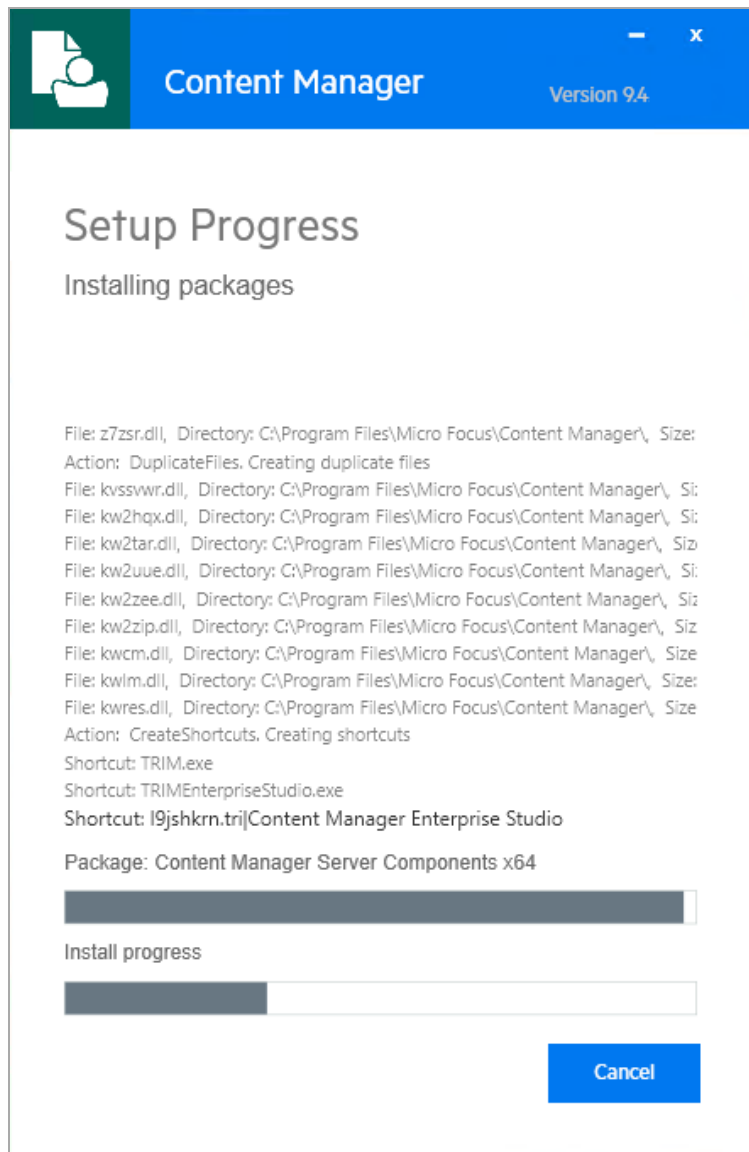 Content Manager
Version 9.4
Setup Progress
Installing packages
File: z7zsr.dll, Directory: C:\Program Files\Micro Focus\Content Manager\, Size:
Action: DuplicateFiles. Creating duplicate files
File: kvssvwr.dll, Directory: C:\Program Files\Micro Focus\Content Manager\, Si
File: kw2hqx.dll, Directory: C:\Program Files\Micro Focus\Content Manager\, Si
File: kw2tar.dll, Directory: C:\Program Files\Micro Focus\Content Manager\, Siz
File: kw2uue.dll, Directory: C:\Program Files\Micro Focus\Content Manager\, Si
File: kw2zee.dll, Directory: C:\Program Files\Micro Focus\Content Manager\, Siz
File: kw2zip.dll, Directory: C:\Program Files\Micro Focus\Content Manager\, Siz
File: kwcm.dll, Directory: C:\Program Files\Micro Focus\Content Manager\, Size
File: kwlm.dll, Directory: C:\Program Files\Micro Focus\Content Manager\, Size:
File: kwres.dll, Directory: C:\Program Files\Micro Focus\Content Manager\, Size
Action: CreateShortcuts. Creating shortcuts
Shortcut: TRIM.exe
Shortcut: TRIMEnterpriseStudio.exe
Shortcut: l9jshkrn.tri|Content Manager Enterprise Studio
Package: Content Manager Server Components x64
Install progress
Cancel